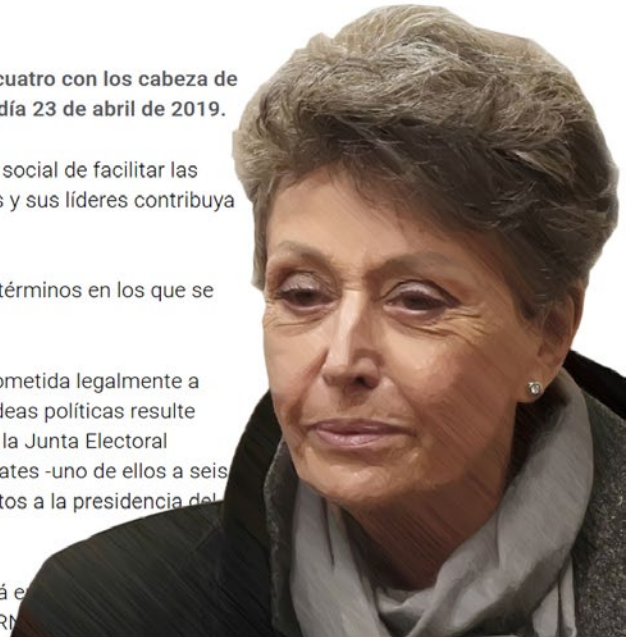 cuatro con los cabeza de
día 23 de abril de 2019.
social de facilitar las
s y sus líderes contribuya
términos en los que se
ometida legalmente a
deas políticas resulte
la Junta Electoral
ates -uno de ellos a seis
tos a la presidencia del
á e
RN